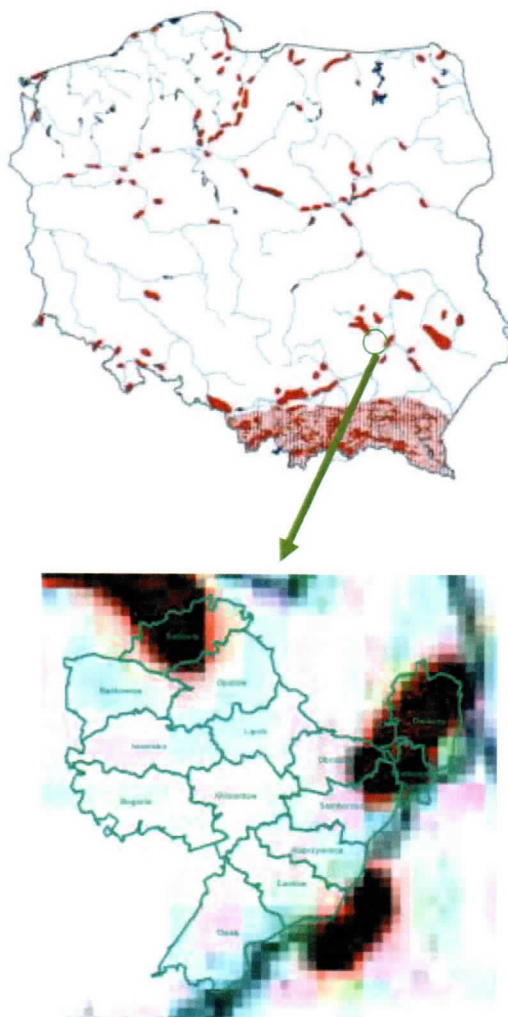 Baćkowice
Opatów
Iwaniska
Lipnik
Obrazów
Dwikozy
Bogoria
Klimontów
Samborzec
Koprzywnica
Łoniów
Osiek